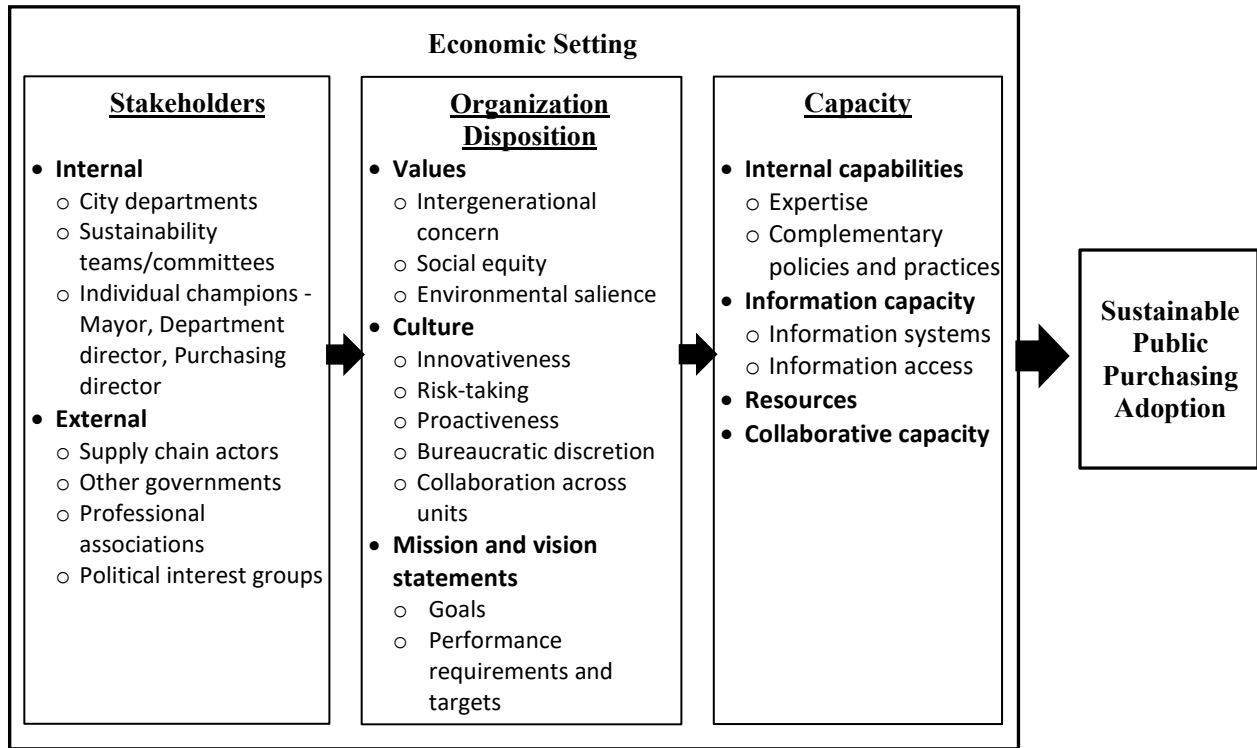 Economic Setting
Stakeholders
• Internal
o City departments
o Sustainability
teams/committees
o Individual champions -
Mayor, Department
director, Purchasing
director
• External
o Supply chain actors
o Other governments
o Professional
associations
o Political interest groups
Organization
Disposition
• Values
o Intergenerational
concern
o Social equity
o Environmental salience
• Culture
o Innovativeness
o Risk-taking
o Proactiveness
o Bureaucratic discretion
o Collaboration across
units
• Mission and vision
statements
o Goals
o Performance
requirements and
targets
Capacity
• Internal capabilities
o Expertise
o Complementary
policies and practices
• Information capacity
o Information systems
o Information access
• Resources
• Collaborative capacity
Sustainable
Public
Purchasing
Adoption